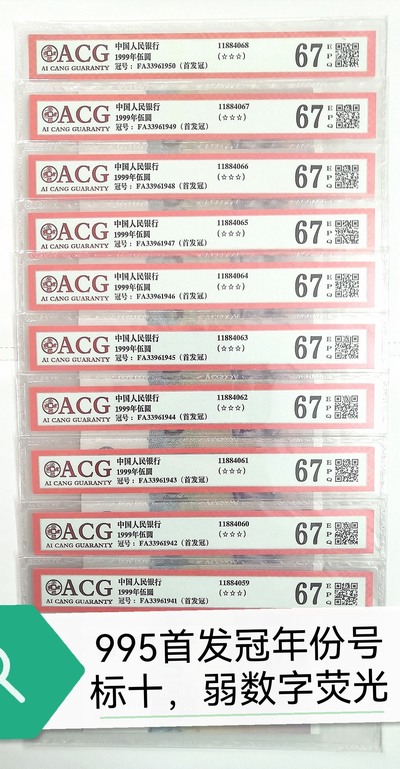 ACG 中国人民银行 11884068 67 E P Q
1999年伍圆 (☆☆☆)
AI CANG GUARANTY 冠号：FA33961950（首发冠）
ACG 中国人民银行 11884067 67 E P Q
1999年伍圆 (☆☆☆)
AI CANG GUARANTY 冠号：FA33961949（首发冠）
ACG 中国人民银行 11884066 67 E P Q
1999年伍圆 (☆☆☆)
AI CANG GUARANTY 冠号：FA33961948（首发冠）
ACG 中国人民银行 11884065 67 E P Q
1999年伍圆 (☆☆☆)
AI CANG GUARANTY 冠号：FA33961947（首发冠）
ACG 中国人民银行 11884064 67 E P Q
1999年伍圆 (☆☆☆)
AI CANG GUARANTY 冠号：FA33961946（首发冠）
ACG 中国人民银行 11884063 67 E P Q
1999年伍圆 (☆☆☆)
AI CANG GUARANTY 冠号：FA33961945（首发冠）
ACG 中国人民银行 11884062 67 E P Q
1999年伍圆 (☆☆☆)
AI CANG GUARANTY 冠号：FA33961944（首发冠）
ACG 中国人民银行 11884061 67 E P Q
1999年伍圆 (☆☆☆)
AI CANG GUARANTY 冠号：FA33961943（首发冠）
ACG 中国人民银行 11884060 67 E P Q
1999年伍圆 (☆☆☆)
AI CANG GUARANTY 冠号：FA33961942（首发冠）
ACG 中国人民银行 11884059 67 E P Q
1999年伍圆 (☆☆☆)
AI CANG GUARANTY 冠号：FA33961941（首发冠）
995首发冠年份号
标十，弱数字荧光